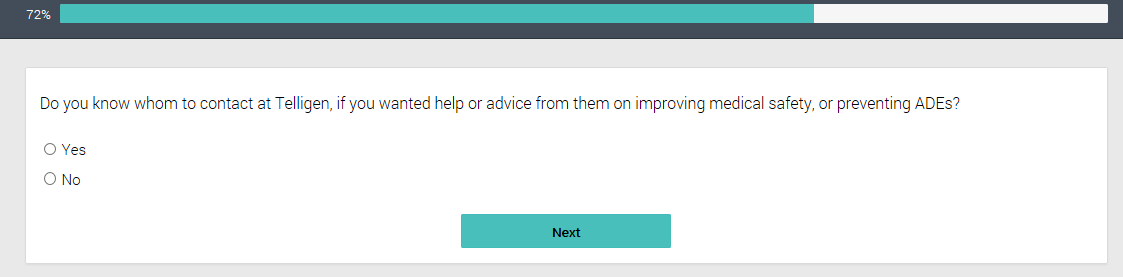 72%
Do you know whom to contact at Telligen, if you wanted help or advice from them on improving medical safety, or preventing ADEs?
Yes
No
Next